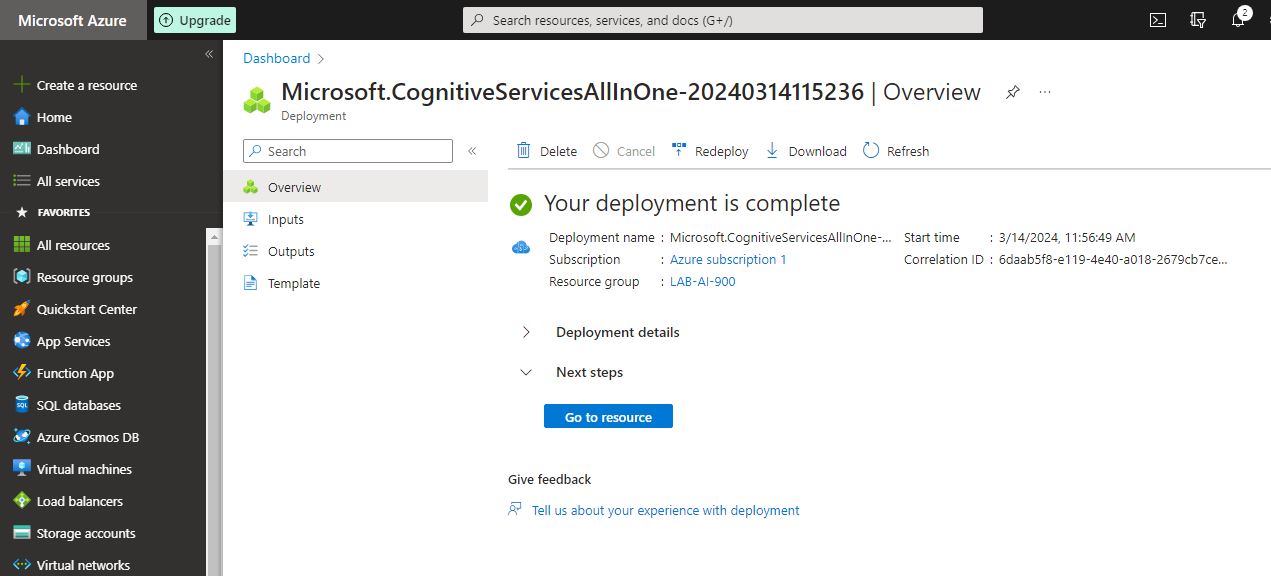 Microsoft Azure
Upgrade
Search resources, services, and docs (G+/)
2
Create a resource
Home
Dashboard
All services
FAVORITES
All resources
Resource groups
Quickstart Center
App Services
Function App
SQL databases
Azure Cosmos DB
Virtual machines
Load balancers
Storage accounts
Virtual networks
Dashboard >
Microsoft.CognitiveServicesAllInOne-20240314115236 | Overview
Deployment
Search
Overview
Inputs
Outputs
Template
Delete Cancel Redeploy Download Refresh
Your deployment is complete
Deployment name : Microsoft.CognitiveServicesAllInOne-... Start time : 3/14/2024, 11:56:49 AM
Subscription : Azure subscription 1 Correlation ID : 6daab5f8-e119-4e40-a018-2679cb7ce...
Resource group : LAB-AI-900
Deployment details
Next steps
Go to resource
Give feedback
Tell us about your experience with deployment